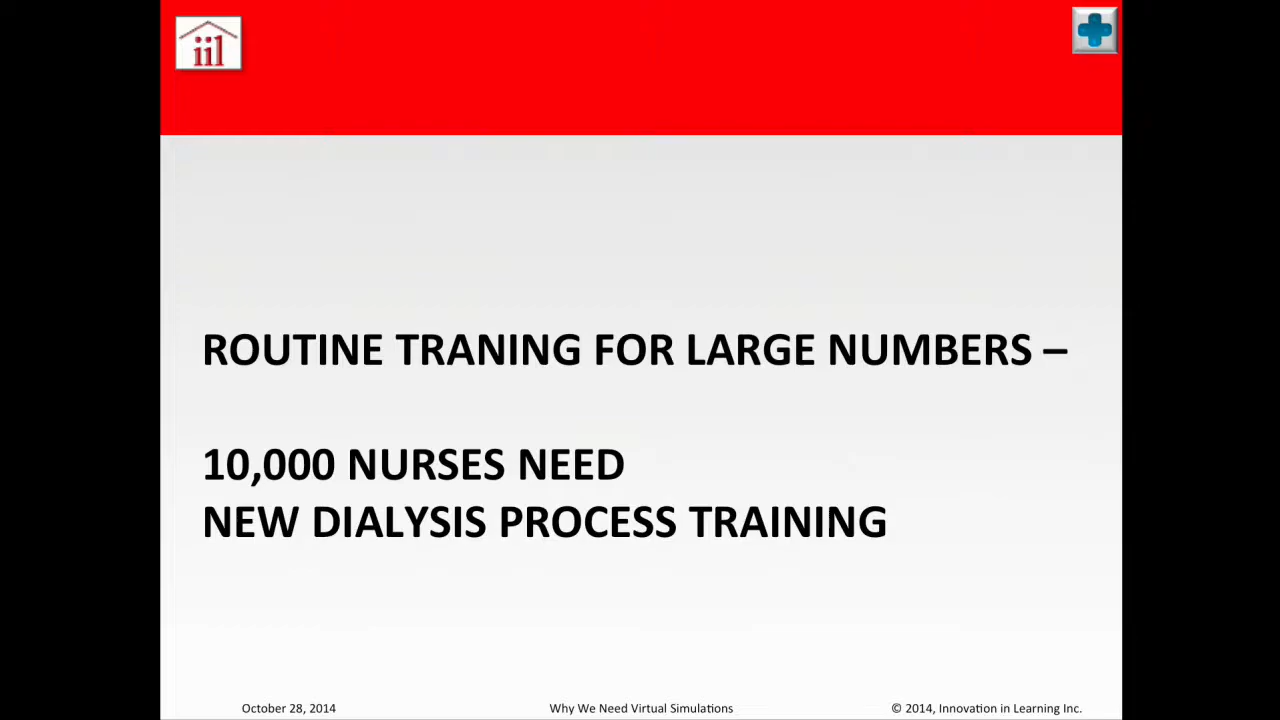 iil
ROUTINE TRANING FOR LARGE NUMBERS –
10,000 NURSES NEED
NEW DIALYSIS PROCESS TRAINING
October 28, 2014
Why We Need Virtual Simulations
© 2014, Innovation in Learning Inc.